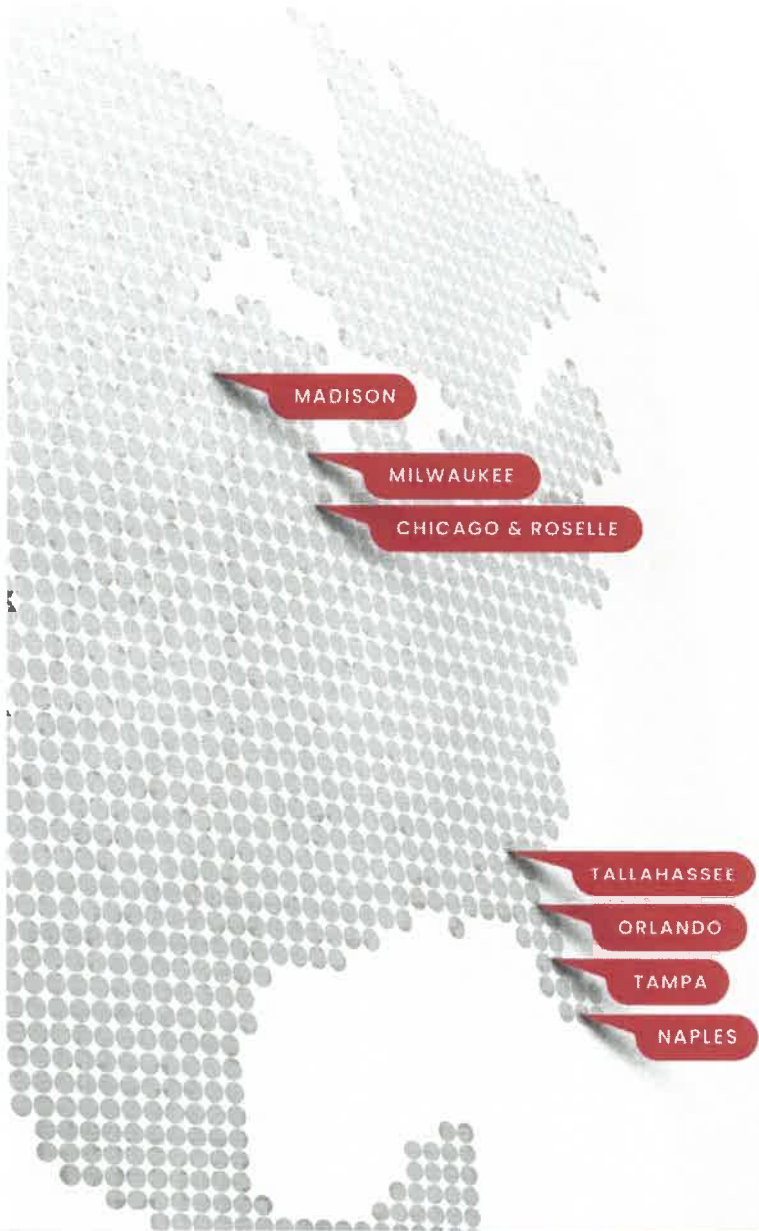 MADISON
MILWAUKEE
CHICAGO & ROSELLE
TALLAHASSEE
ORLANDO
TAMPA
NAPLES